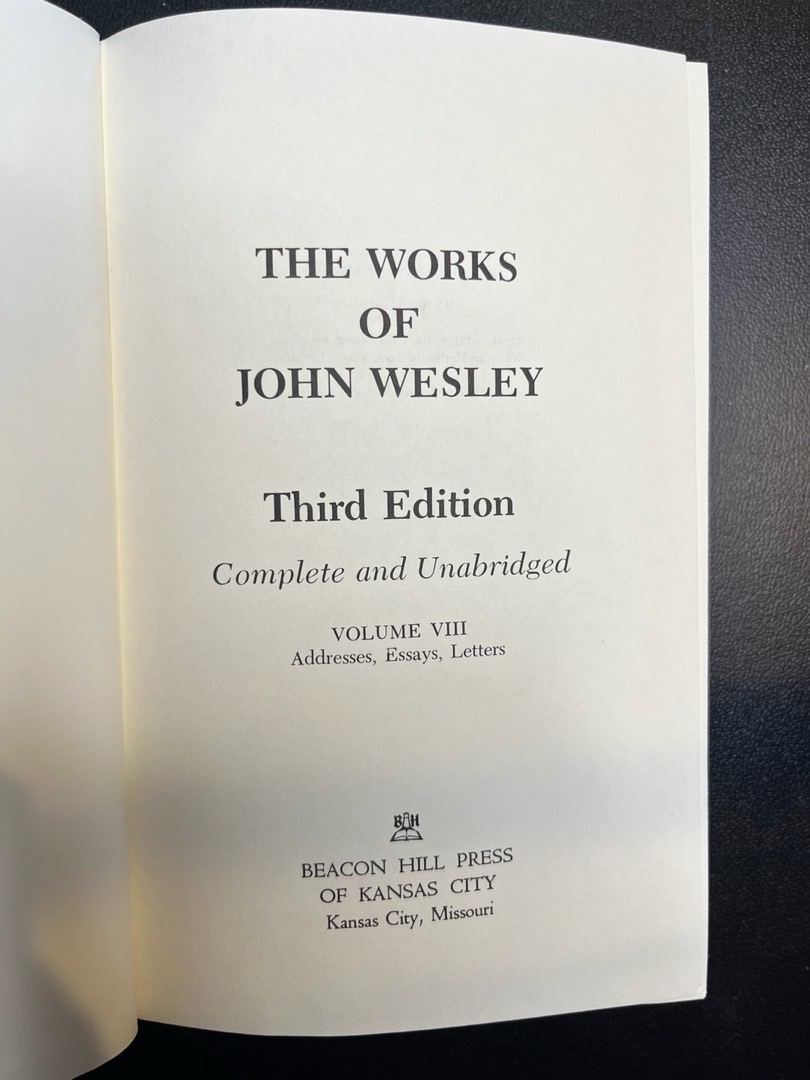 THE WORKS
OF
JOHN WESLEY
Third Edition
Complete and Unabridged
VOLUME VIII
Addresses, Essays, Letters
BH
BEACON HILL PRESS
OF KANSAS CITY
Kansas City, Missouri